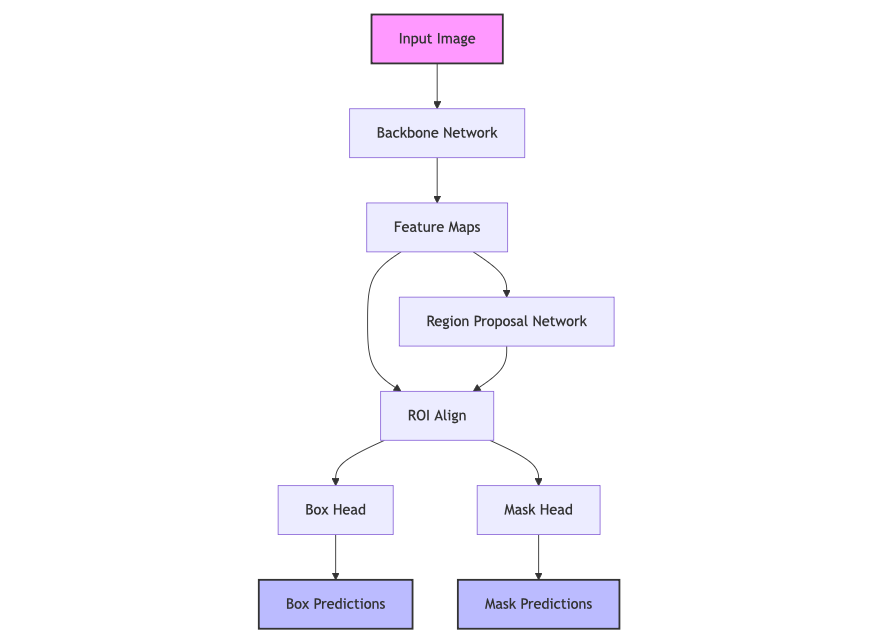 Input Image
Backbone Network
Feature Maps
Region Proposal Network
ROI Align
Box Head
Mask Head
Box Predictions
Mask Predictions